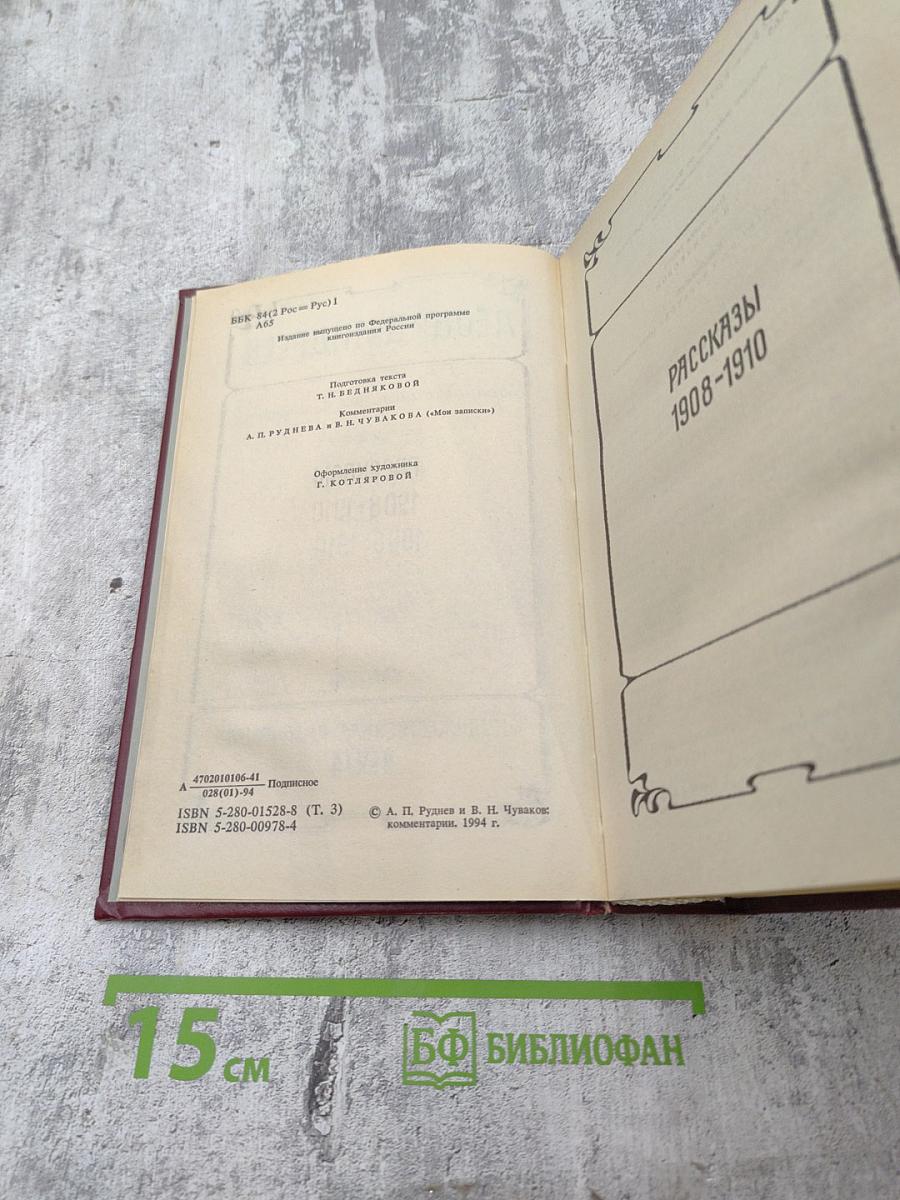 ББК 84(2 Рос=Рус)1
А65
Издание выпущено по Федеральной программе
книгоиздания России
Подготовка текста
Т. Н. БЕДНЯКОВОЙ
Комментарии
А. П. РУДНЕВА и В. Н. ЧУВАКОВА («Мои записки»)
Оформление художника
Г. КОТЛЯРОВОЙ
А 4702010106-41
028(01)-94 Подписное
ISBN 5-280-01528-8 (Т. 3)
ISBN 5-280-00978-4
© А. П. Руднев и В. Н. Чуваков:
комментарии. 1994 г.
РАССКАЗЫ
1908-1910
15 см
БФ БИБЛИОФАН